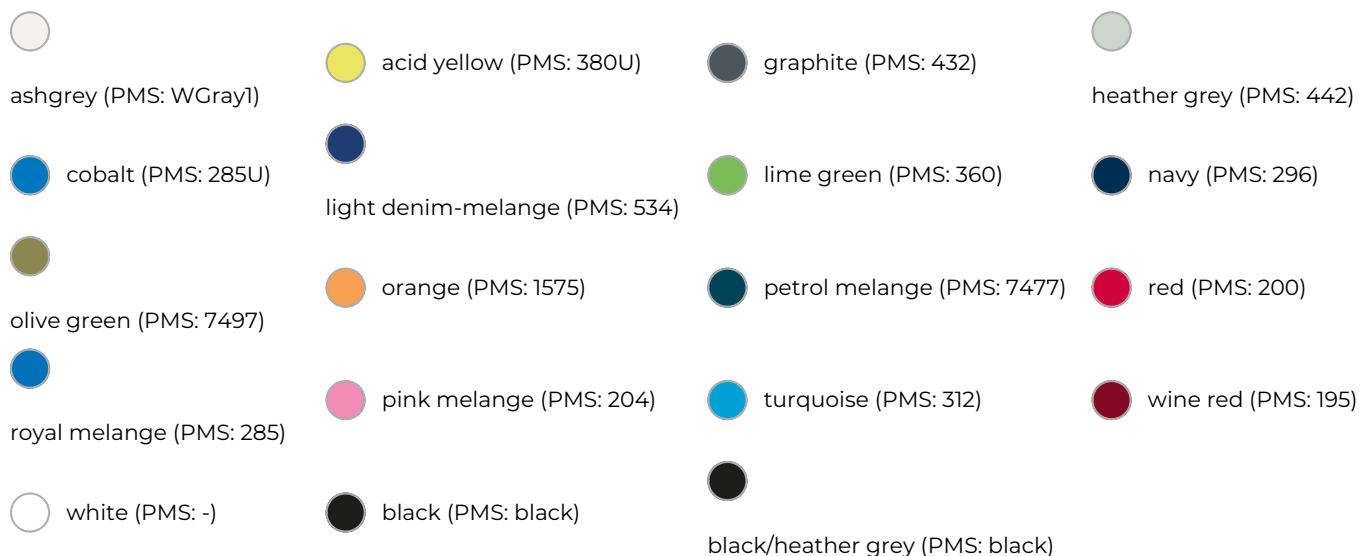 ashgrey (PMS: WGray1)
acid yellow (PMS: 380U)
graphite (PMS: 432)
heather grey (PMS: 442)
cobalt (PMS: 285U)
light denim-melange (PMS: 534)
lime green (PMS: 360)
navy (PMS: 296)
olive green (PMS: 7497)
orange (PMS: 1575)
petrol melange (PMS: 7477)
red (PMS: 200)
royal melange (PMS: 285)
pink melange (PMS: 204)
turquoise (PMS: 312)
wine red (PMS: 195)
white (PMS: -)
black (PMS: black)
black/heather grey (PMS: black)